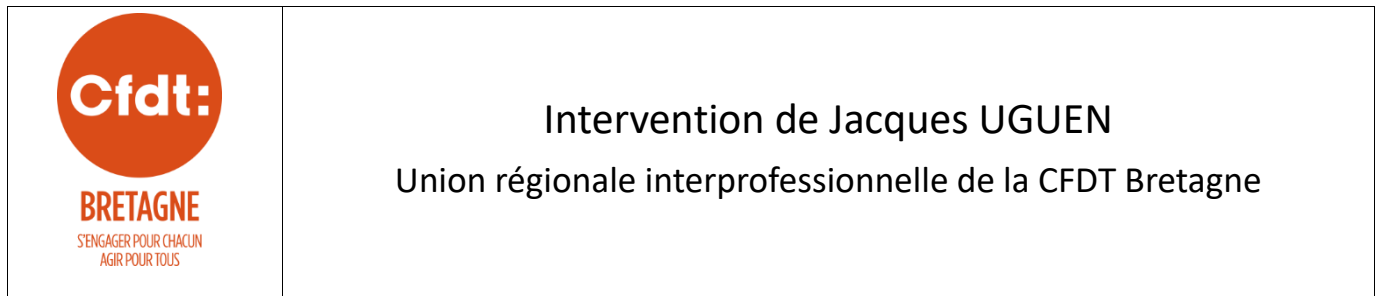 Cfdt:
BRETAGNE
S'ENGAGER POUR CHACUN
AGIR POUR TOUS
Intervention de Jacques UGUEN
Union régionale interprofessionnelle de la CFDT Bretagne